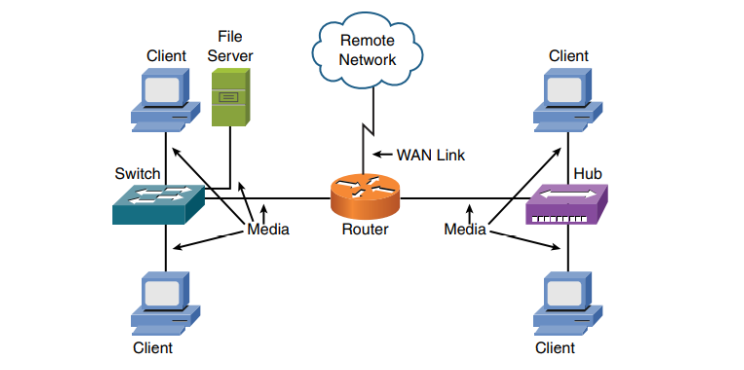 File
Server
Client
Remote
Network
Client
WAN Link
Switch
Hub
Media
Router
Media
Client
Client